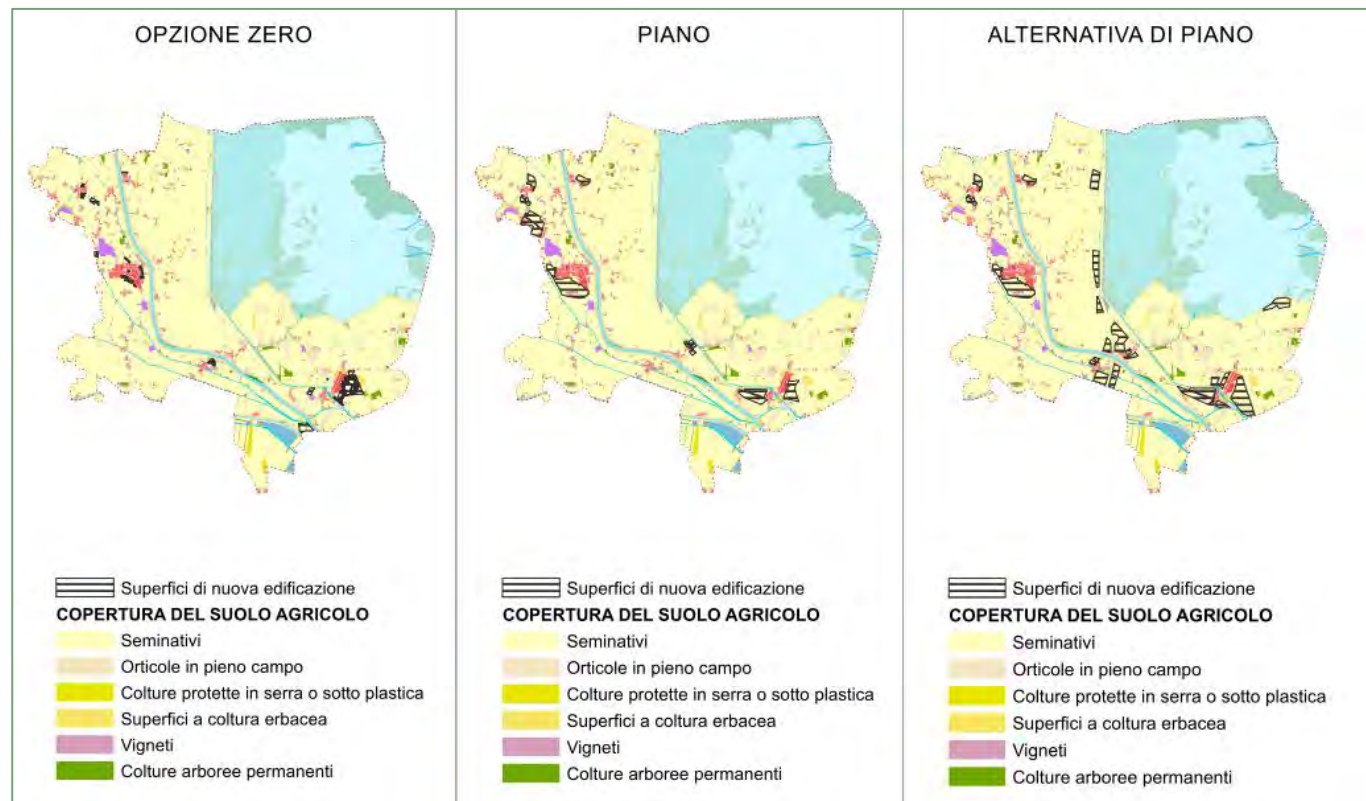 OPZIONE ZERO
Superfici di nuova edificazione
COPERTURA DEL SUOLO AGRICOLO
Seminativi
Orticole in pieno campo
Colture protette in serra o sotto plastica
Superfici a coltura erbacea
Vigneti
Colture arboree permanenti
PIANO
Superfici di nuova edificazione
COPERTURA DEL SUOLO AGRICOLO
Seminativi
Orticole in pieno campo
Colture protette in serra o sotto plastica
Superfici a coltura erbacea
Vigneti
Colture arboree permanenti
ALTERNATIVA DI PIANO
Superfici di nuova edificazione
COPERTURA DEL SUOLO AGRICOLO
Seminativi
Orticole in pieno campo
Colture protette in serra o sotto plastica
Superfici a coltura erbacea
Vigneti
Colture arboree permanenti